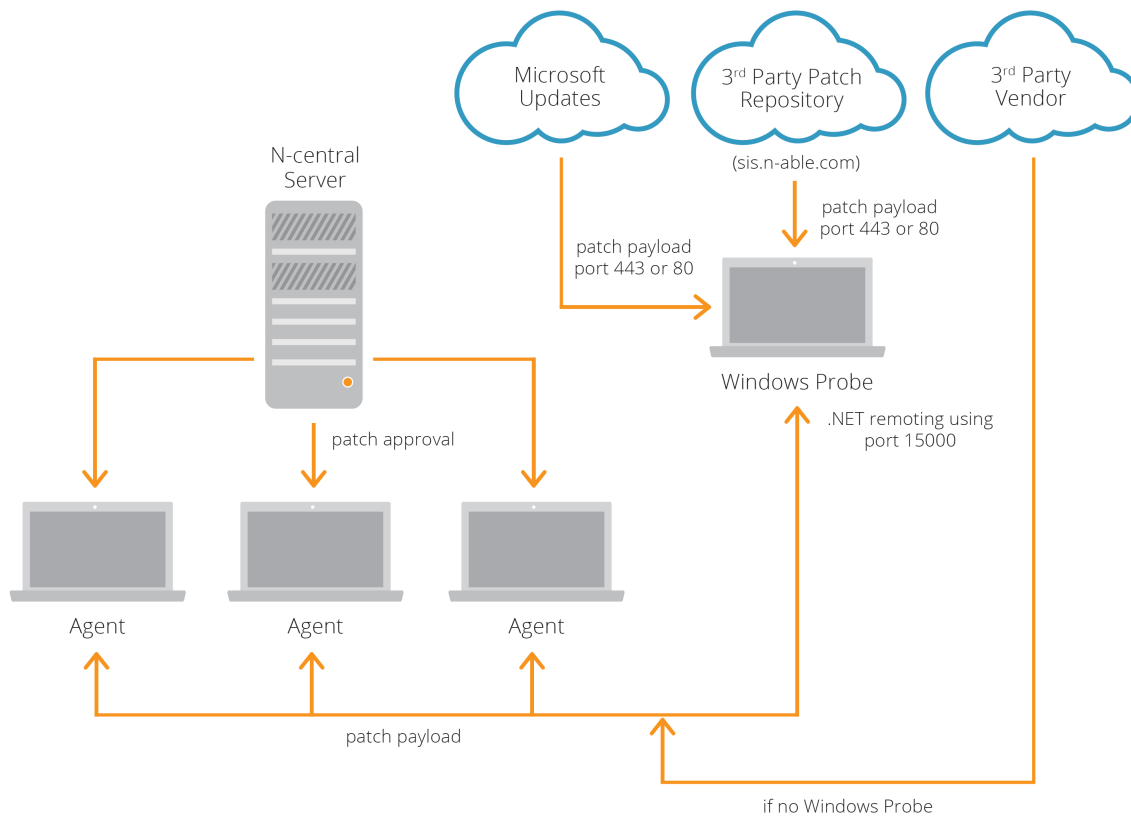 Microsoft
Updates
3rd Party Patch
Repository
3rd Party
Vendor
(sis.n-able.com)
N-central
Server
patch payload
port 443 or 80
patch payload
port 443 or 80
Windows Probe
.NET remoting using
port 15000
patch approval
Agent
Agent
Agent
patch payload
if no Windows Probe